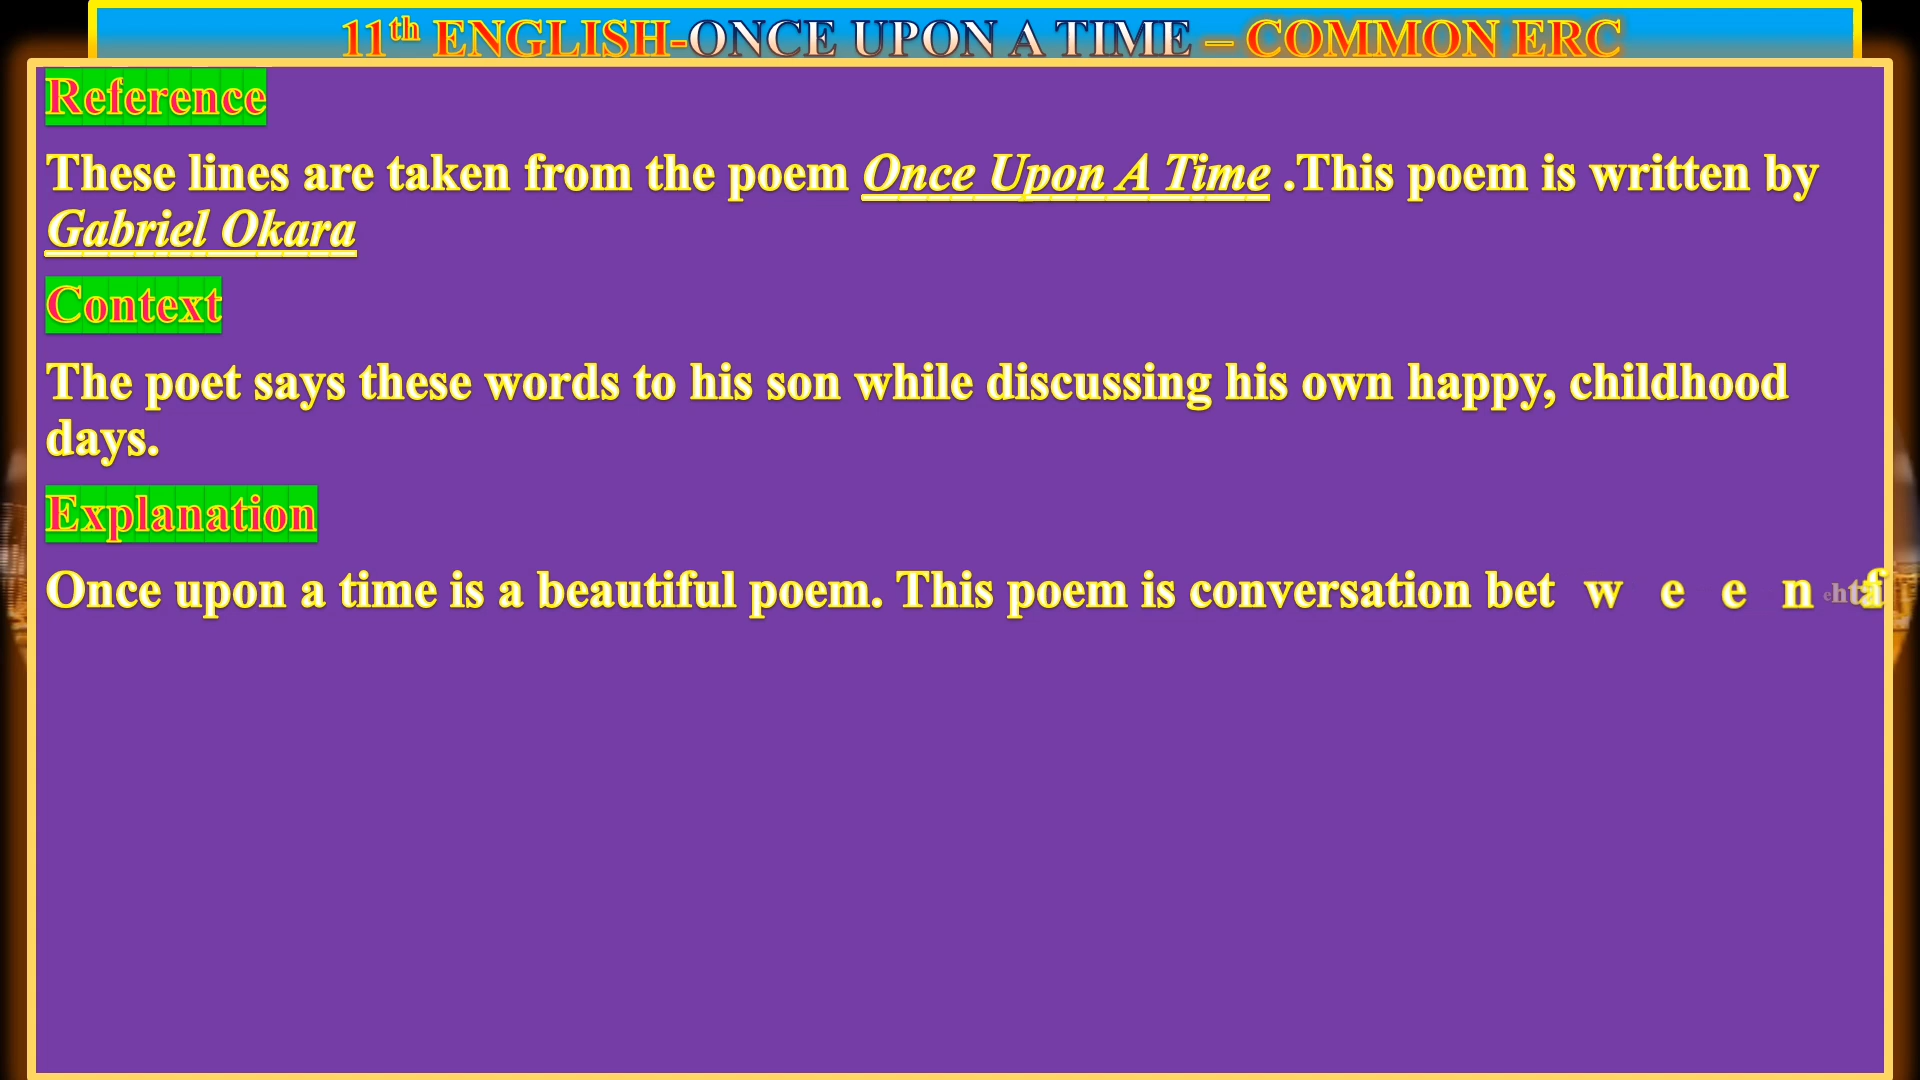 11th ENGLISH-ONCE UPON A TIME – COMMON ERC
Reference
These lines are taken from the poem Once Upon A Time .This poem is written by
Gabriel Okara
Context
The poet says these words to his son while discussing his own happy, childhood
days.
Explanation
Once upon a time is a beautiful poem. This poem is conversation bet w e e n